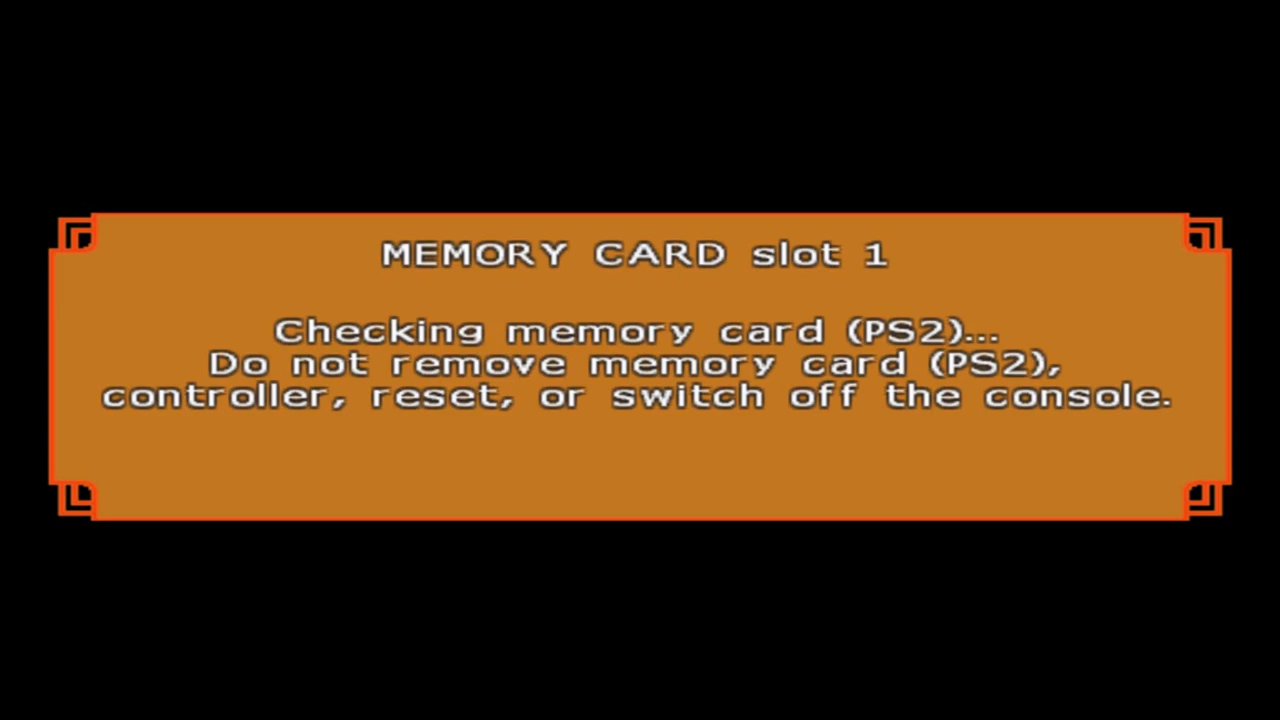 MEMORY CARD slot 1
Checking memory card (PS2)...
Do not remove memory card (PS2),
controller, reset, or switch off the console.